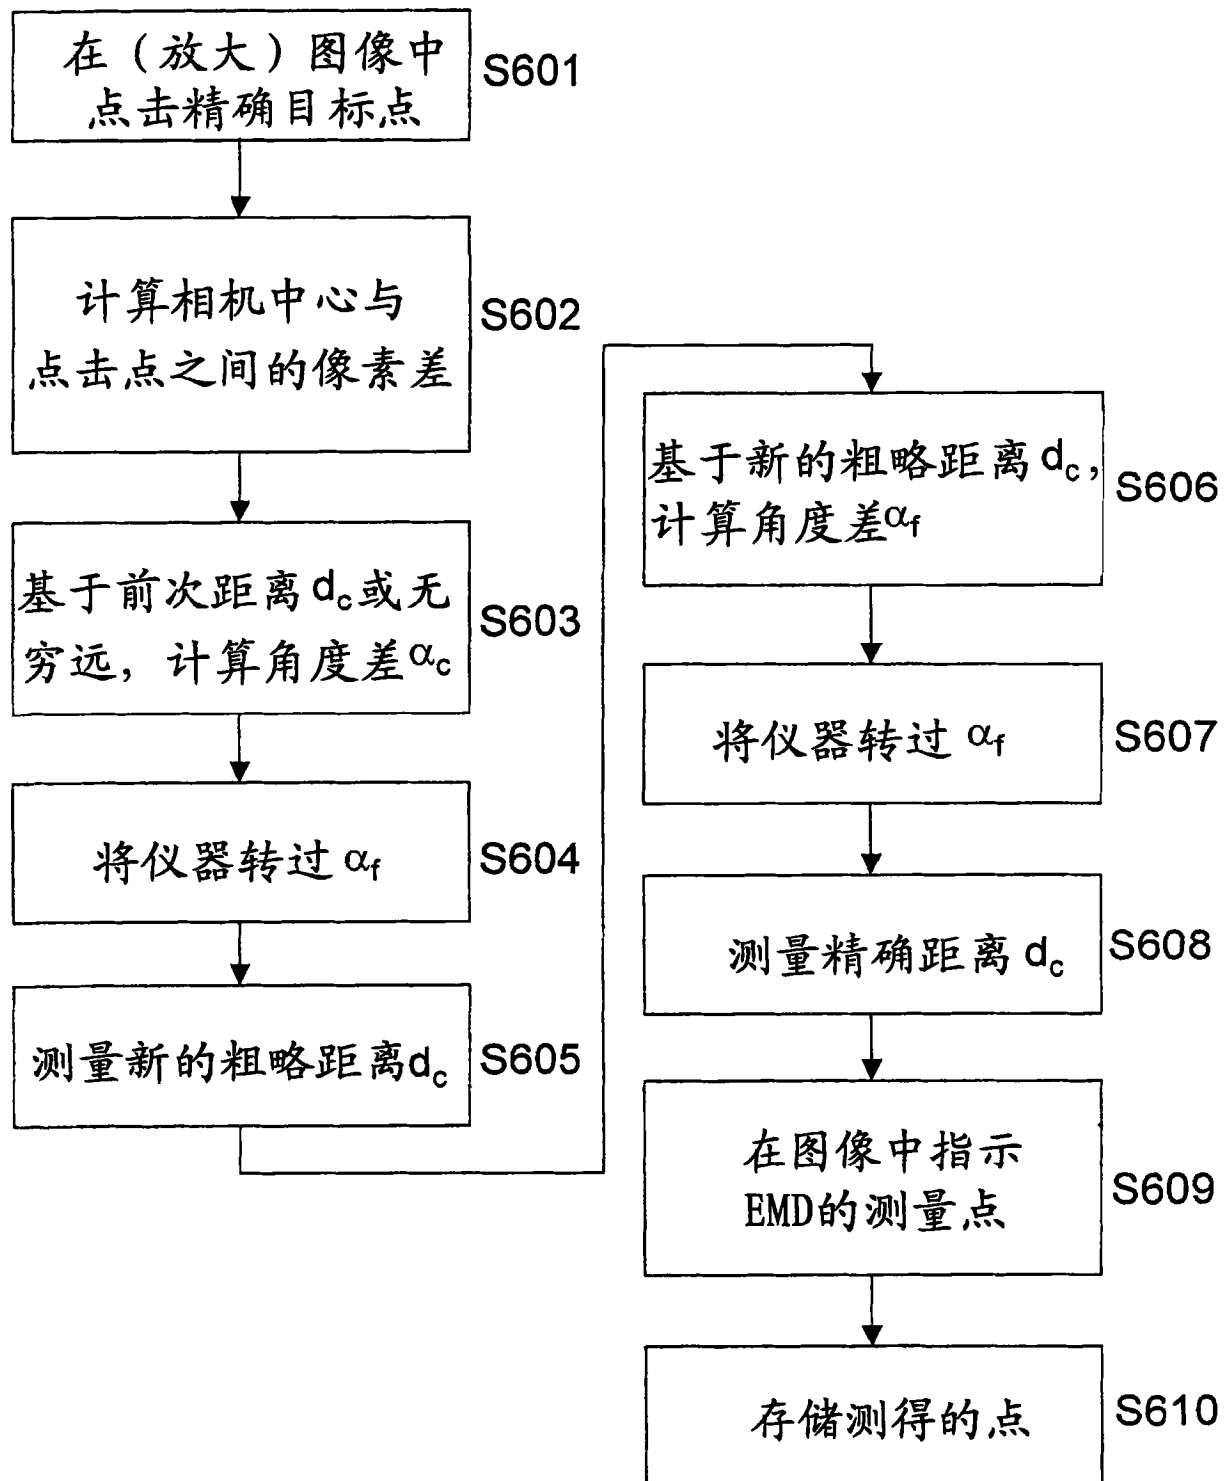 在（放大）图像中
点击精确目标点
S601
计算相机中心与
点击点之间的像素差
S602
基于前次距离dc或无
穷远，计算角度差αc
S603
将仪器转过 αf
S604
测量新的粗略距离dc
S605
基于新的粗略距离dc，
计算角度差αf
S606
将仪器转过 αf
S607
测量精确距离 dc
S608
在图像中指示
EMD的测量点
S609
存储测得的点
S610